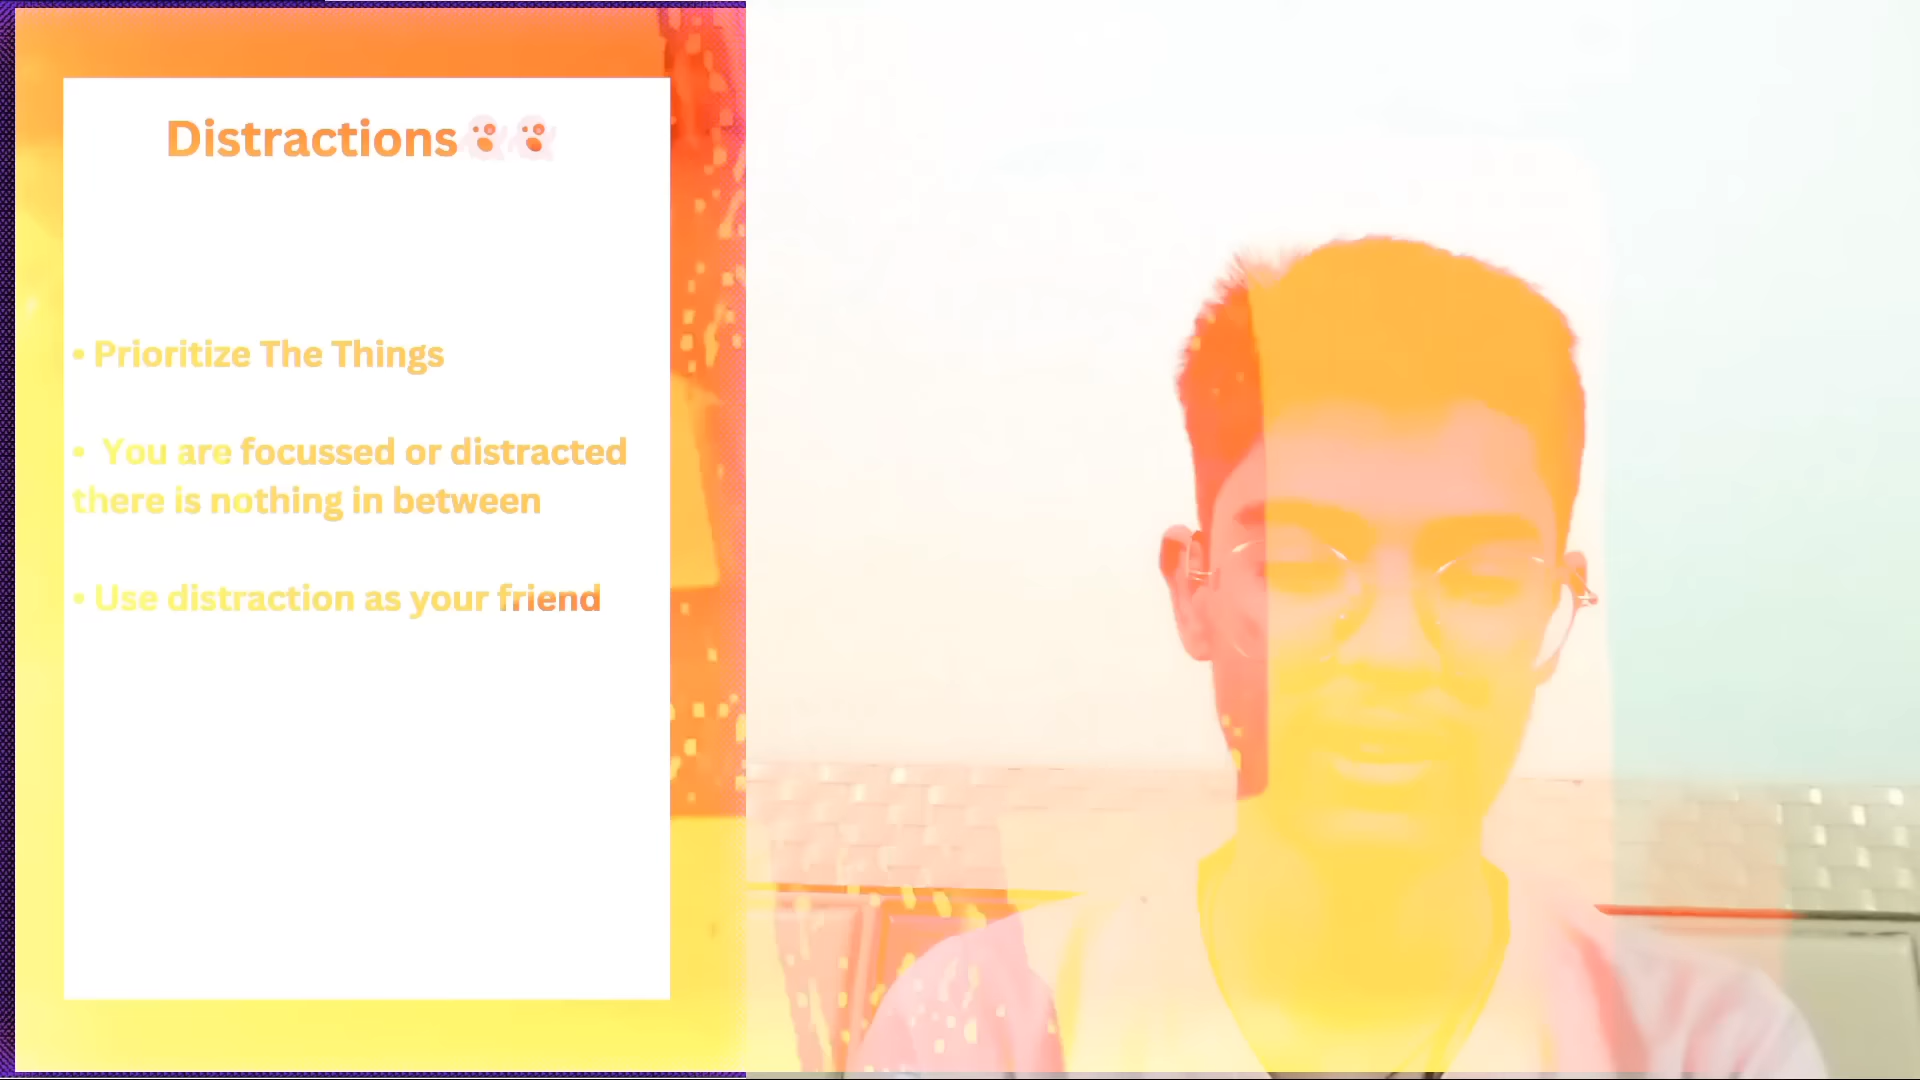 Distractions👻👻
• Prioritize The Things
• You are focussed or distracted
there is nothing in between
• Use distraction as your friend